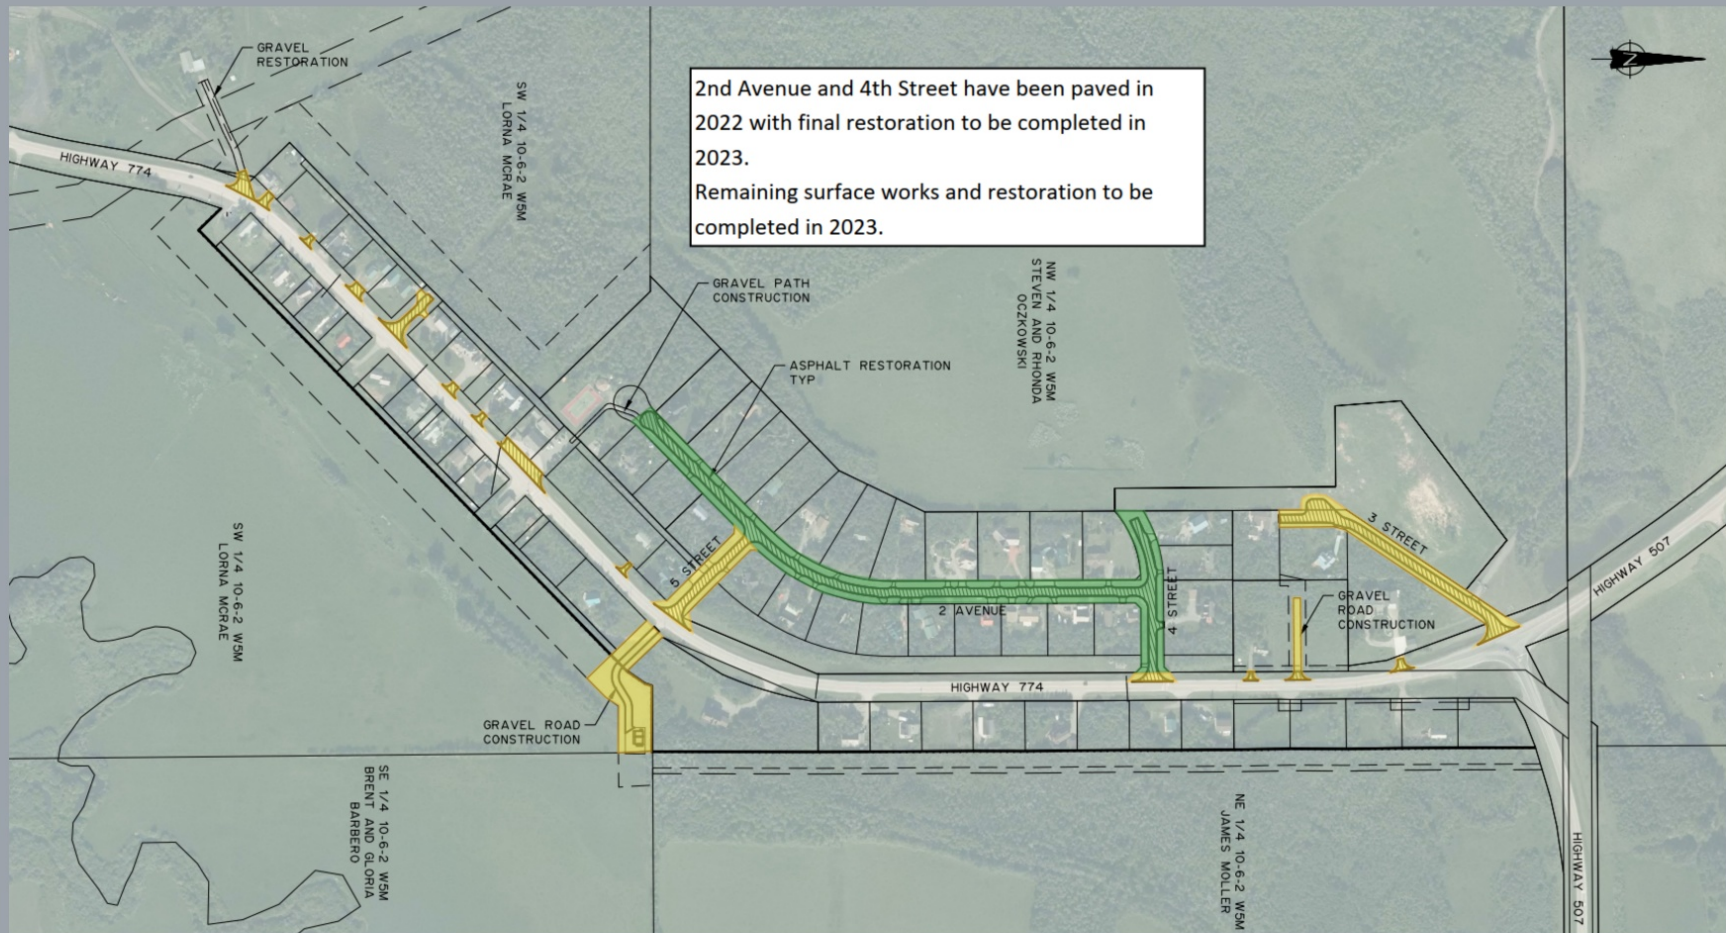 GRAVEL
RESTORATION
HIGHWAY 774
SW 1/4 10-6-2 W5M
LORNA MCRAE
2nd Avenue and 4th Street have been paved in
2022 with final restoration to be completed in
2023.
Remaining surface works and restoration to be
completed in 2023.
N
GRAVEL PATH
CONSTRUCTION
NW 1/4 10-6-2 W5M
STEVEN AND RHONDA
OCZKOWSKI
ASPHALT RESTORATION
TYP
3 STREET
HIGHWAY 507
5 STREET
4 STREET
2 AVENUE
GRAVEL
ROAD
CONSTRUCTION
SW 1/4 10-6-2 W5M
LORNA MCRAE
HIGHWAY 774
GRAVEL ROAD
CONSTRUCTION
SE 1/4 10-6-2 W5M
BRENT AND GLORIA
BARBERO
NE 1/4 10-6-2 W5M
JAMES MOLLER
HIGHWAY 507